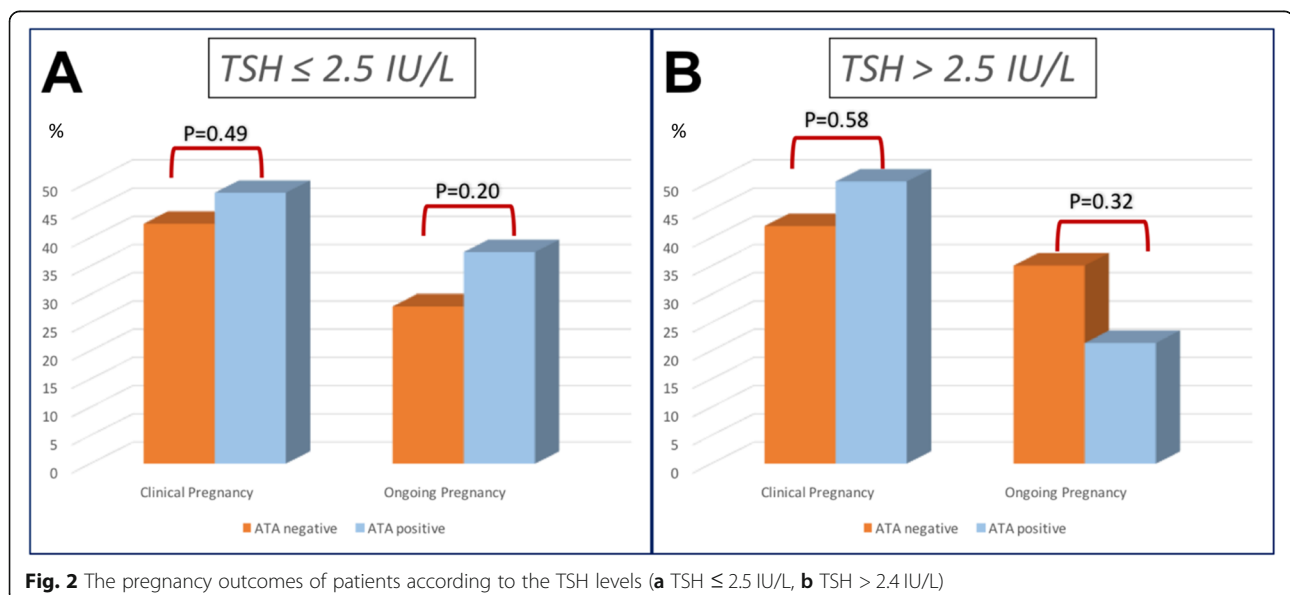 A
TSH ≤ 2.5 IU/L
%
P=0.49
P=0.20
50
45
40
35
30
25
20
15
10
5
0
Clinical Pregnancy Ongoing Pregnancy
ATA negative ATA positive
B
TSH > 2.5 IU/L
%
P=0.58
P=0.32
50
45
40
35
30
25
20
15
10
5
0
Clinical Pregnancy Ongoing Pregnancy
ATA negative ATA positive
Fig. 2 The pregnancy outcomes of patients according to the TSH levels (a TSH ≤ 2.5 IU/L, b TSH > 2.4 IU/L)